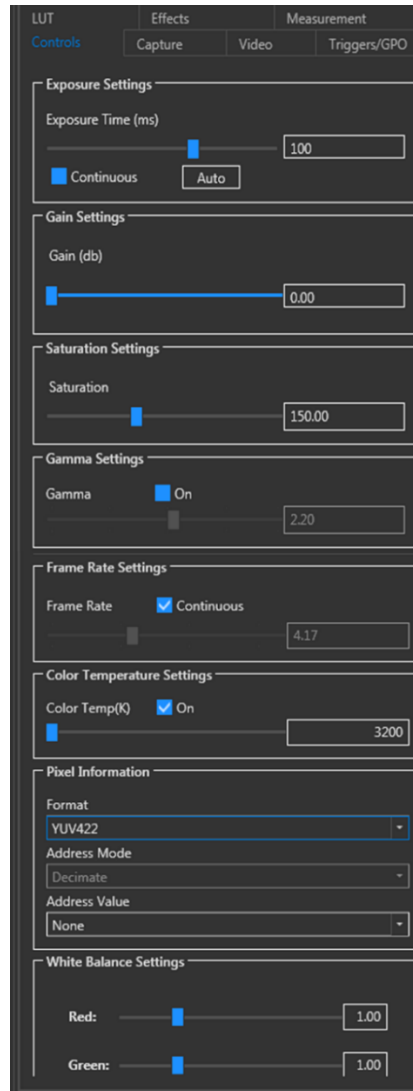 LUT Effects Measurement
Controls Capture Video Triggers/GPO
Exposure Settings
Exposure Time (ms)
100
Continuous Auto
Gain Settings
Gain (db)
0.00
Saturation Settings
Saturation
150.00
Gamma Settings
Gamma On
2.20
Frame Rate Settings
Frame Rate Continuous
4.17
Color Temperature Settings
Color Temp(K) On
3200
Pixel Information
Format
YUV422
Address Mode
Decimate
Address Value
None
White Balance Settings
Red: 1.00
Green: 1.00